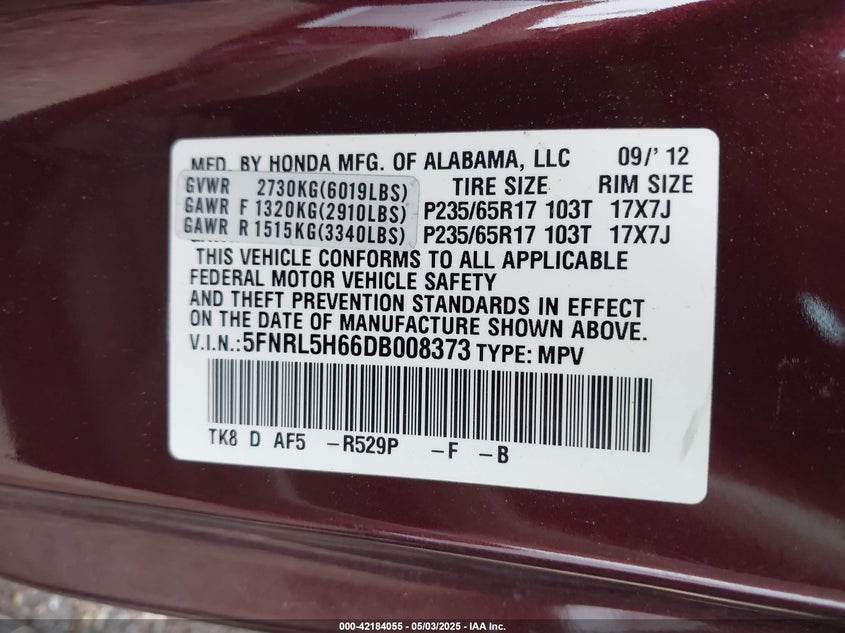 MFD. BY HONDA MFG. OF ALABAMA, LLC 09/' 12
GVWR 2730KG(6019LBS) TIRE SIZE RIM SIZE
GAWR F 1320KG(2910LBS) P235/65R17 103T 17X7J
GAWR R 1515KG(3340LBS) P235/65R17 103T 17X7J
THIS VEHICLE CONFORMS TO ALL APPLICABLE
FEDERAL MOTOR VEHICLE SAFETY
AND THEFT PREVENTION STANDARDS IN EFFECT
ON THE DATE OF MANUFACTURE SHOWN ABOVE.
V.I.N.:5FNRL5H66DB008373 TYPE: MPV
TK8 D AF5 -R529P -F -B
000-42184055 - 05/03/2025 - IAA Inc.